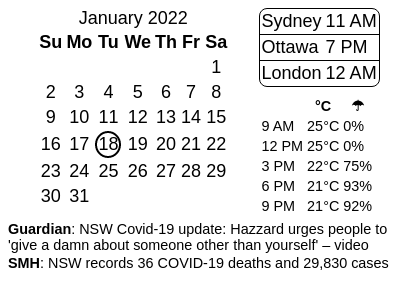 January 2022
Su Mo Tu We Th Fr Sa
1
2 3 4 5 6 7 8
9 10 11 12 13 14 15
16 17 18 19 20 21 22
23 24 25 26 27 28 29
30 31
Sydney 11 AM
Ottawa 7 PM
London 12 AM
°C ☂
9 AM 25°C 0%
12 PM 25°C 0%
3 PM 22°C 75%
6 PM 21°C 93%
9 PM 21°C 92%
Guardian: NSW Covid-19 update: Hazzard urges people to
'give a damn about someone other than yourself' – video
SMH: NSW records 36 COVID-19 deaths and 29,830 cases